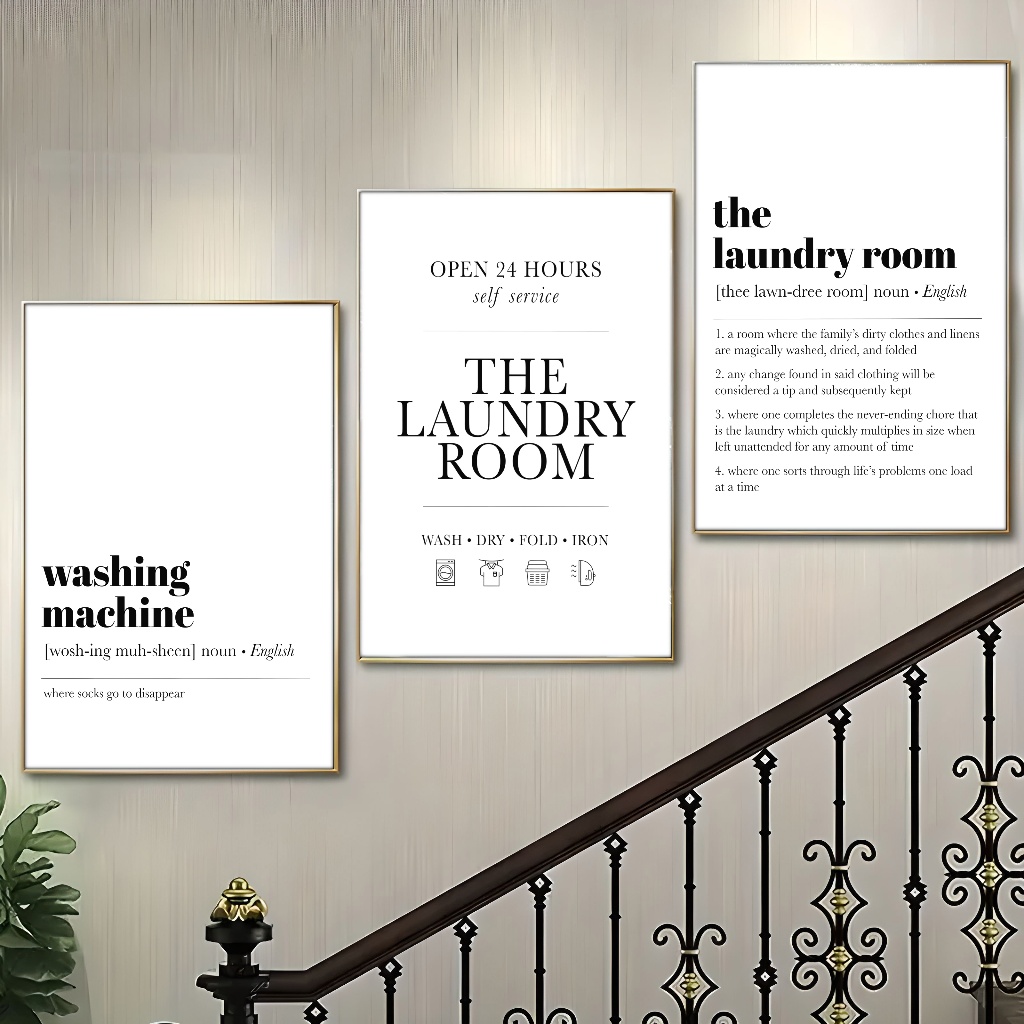 washing
machine
[wosh-ing muh-sheen] noun • English
where socks go to disappear
OPEN 24 HOURS
self service
THE
LAUNDRY
ROOM
WASH • DRY • FOLD • IRON
the
laundry room
[thee lawn-dree room] noun • English
1. a room where the family's dirty clothes and linens
are magically washed, dried, and folded
2. any change found in said clothing will be
considered a tip and subsequently kept
3. where one completes the never-ending chore that
is the laundry which quickly multiplies in size when
left unattended for any amount of time
4. where one sorts through life's problems one load
at a time